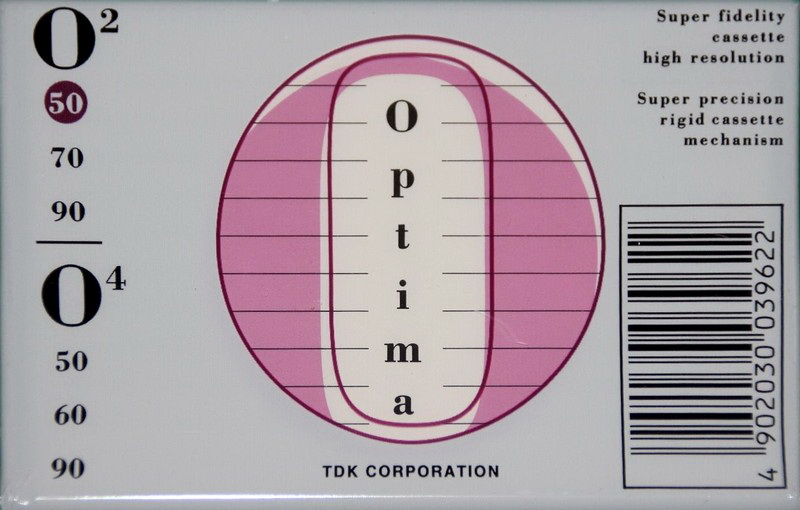 O²
50
70
90
O⁴
50
60
90
O
p
t
i
m
a
TDK CORPORATION
Super fidelity
cassette
high resolution
Super precision
rigid cassette
mechanism
4 902030 039622